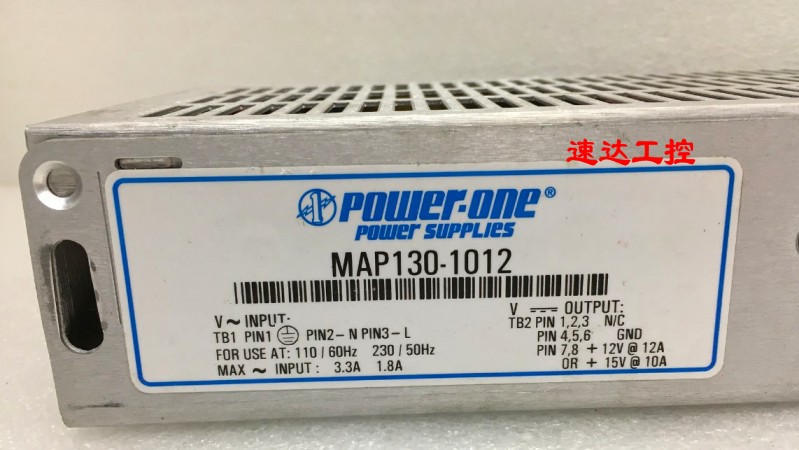 速达工控
POWER-ONE®
POWER SUPPLIES
MAP130-1012
V ~ INPUT:
TB1 PIN1 PIN2-N PIN3-L
FOR USE AT: 110 / 60Hz 230 / 50Hz
MAX ~ INPUT: 3.3A 1.8A
V OUTPUT:
TB2 PIN 1,2,3 N/C
PIN 4,5,6 GND
PIN 7,8 + 12V @ 12A
OR + 15V @ 10A